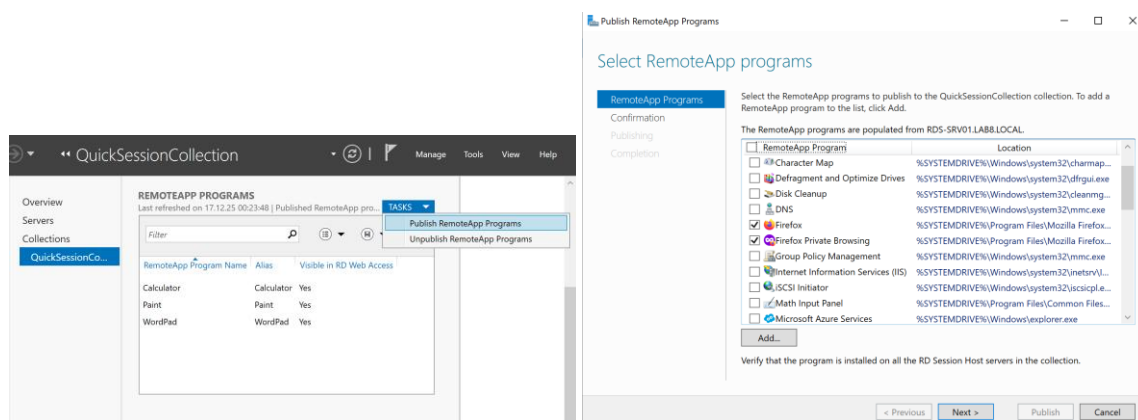 QuickSessionCollection
Manage Tools View Help
Overview
Servers
Collections
QuickSessionCo...
REMOTEAPP PROGRAMS
Last refreshed on 17.12.25 00:23:48 | Published RemoteApp pro...
TASKS
Publish RemoteApp Programs
Unpublish RemoteApp Programs
Filter
RemoteApp Program Name Alias Visible in RD Web Access
Calculator Calculator Yes
Paint Paint Yes
WordPad WordPad Yes
Publish RemoteApp Programs
Select RemoteApp programs
RemoteApp Programs
Confirmation
Publishing
Completion
Select the RemoteApp programs to publish to the QuickSessionCollection collection. To add a
RemoteApp program to the list, click Add.
The RemoteApp programs are populated from RDS-SRV01.LAB8.LOCAL.
RemoteApp Program Location
Character Map %SYSTEMDRIVE%\Windows\system32\charmap...
Defragment and Optimize Drives %SYSTEMDRIVE%\Windows\system32\dfrgui.exe
Disk Cleanup %SYSTEMDRIVE%\Windows\system32\cleanmg...
DNS %SYSTEMDRIVE%\Windows\system32\mmc.exe
Firefox %SYSTEMDRIVE%\Program Files\Mozilla Firefox...
Firefox Private Browsing %SYSTEMDRIVE%\Program Files\Mozilla Firefox...
Group Policy Management %SYSTEMDRIVE%\Windows\system32\mmc.exe
Internet Information Services (IIS) %SYSTEMDRIVE%\Windows\system32\inetsrv\I...
iSCSI Initiator %SYSTEMDRIVE%\Windows\system32\iscsicpl.e...
Math Input Panel %SYSTEMDRIVE%\Program Files\Common Files...
Microsoft Azure Services %SYSTEMDRIVE%\Windows\explorer.exe
Add...
Verify that the program is installed on all the RD Session Host servers in the collection.
< Previous Next > Publish Cancel